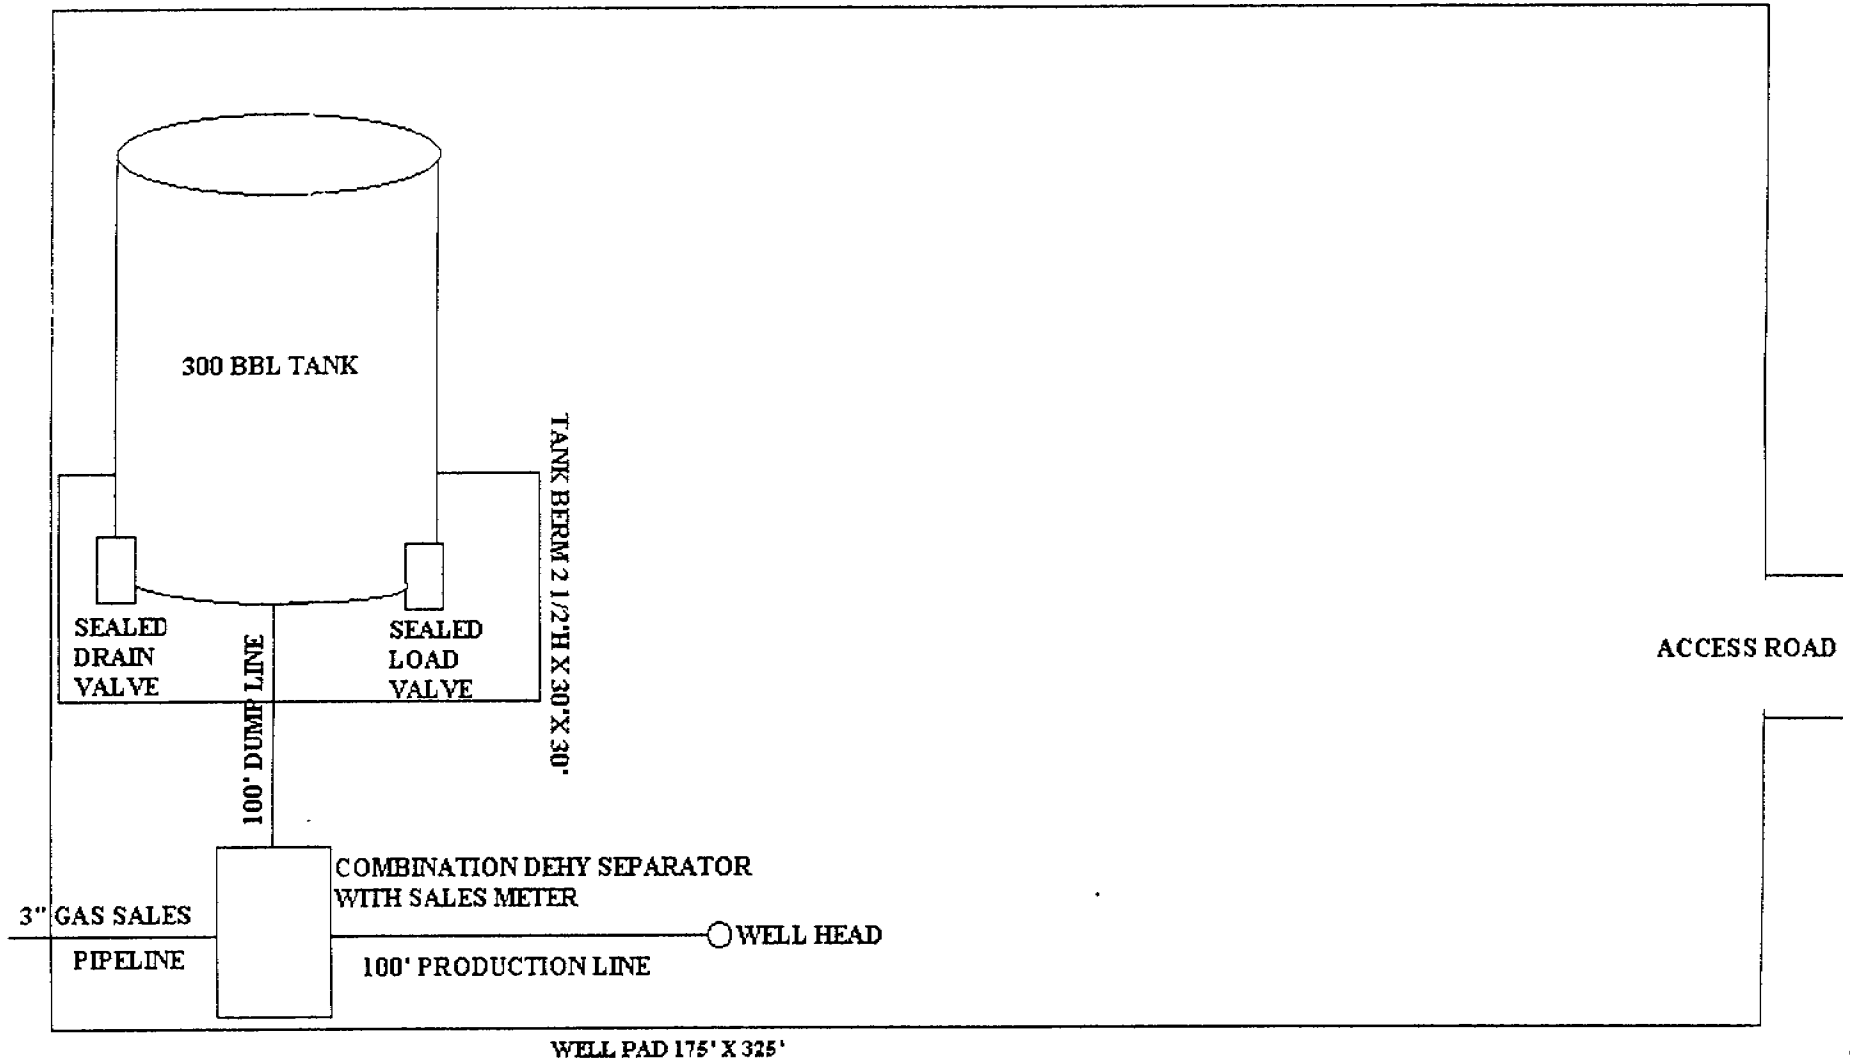 300 BBL TANK
TANK BERM 2 1/2'H X 30'X 30'
SEALED
DRAIN
VALVE
SEALED
LOAD
VALVE
100' DUMP LINE
ACCESS ROAD
COMBINATION DEHY SEPARATOR
WITH SALES METER
3" GAS SALES
PIPELINE
WELL HEAD
100' PRODUCTION LINE
WELL PAD 175' X 325'